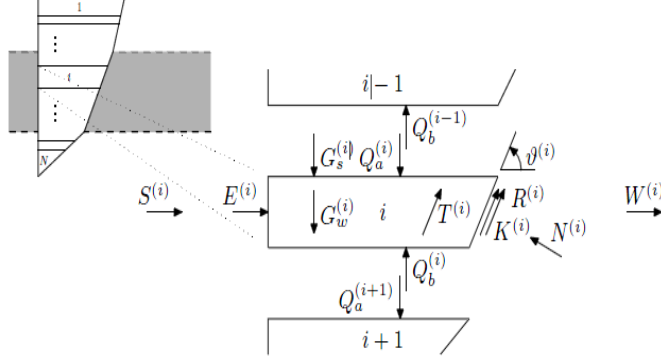 1
i
N
i|-1
Q_b^{(i-1)}
G_s^{(i)} Q_a^{(i)} ϑ^{(i)}
S^{(i)} E^{(i)} G_w^{(i)} i T^{(i)} R^{(i)} W^{(i)}
K^{(i)} N^{(i)}
Q_b^{(i)}
Q_a^{(i+1)}
i+1